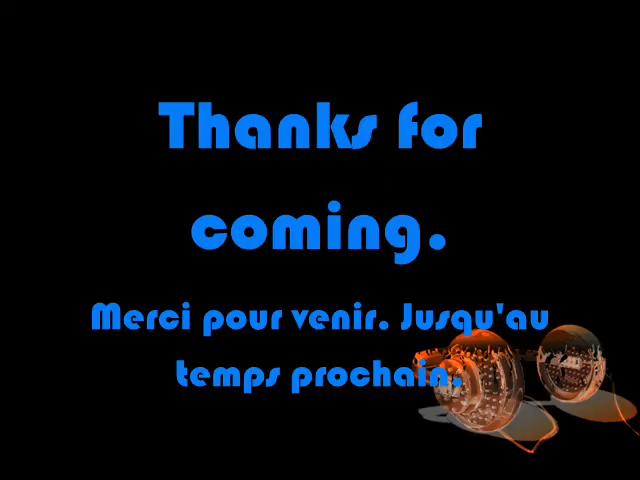 Thanks for
coming.
Merci pour venir. Jusqu'au
temps prochain.